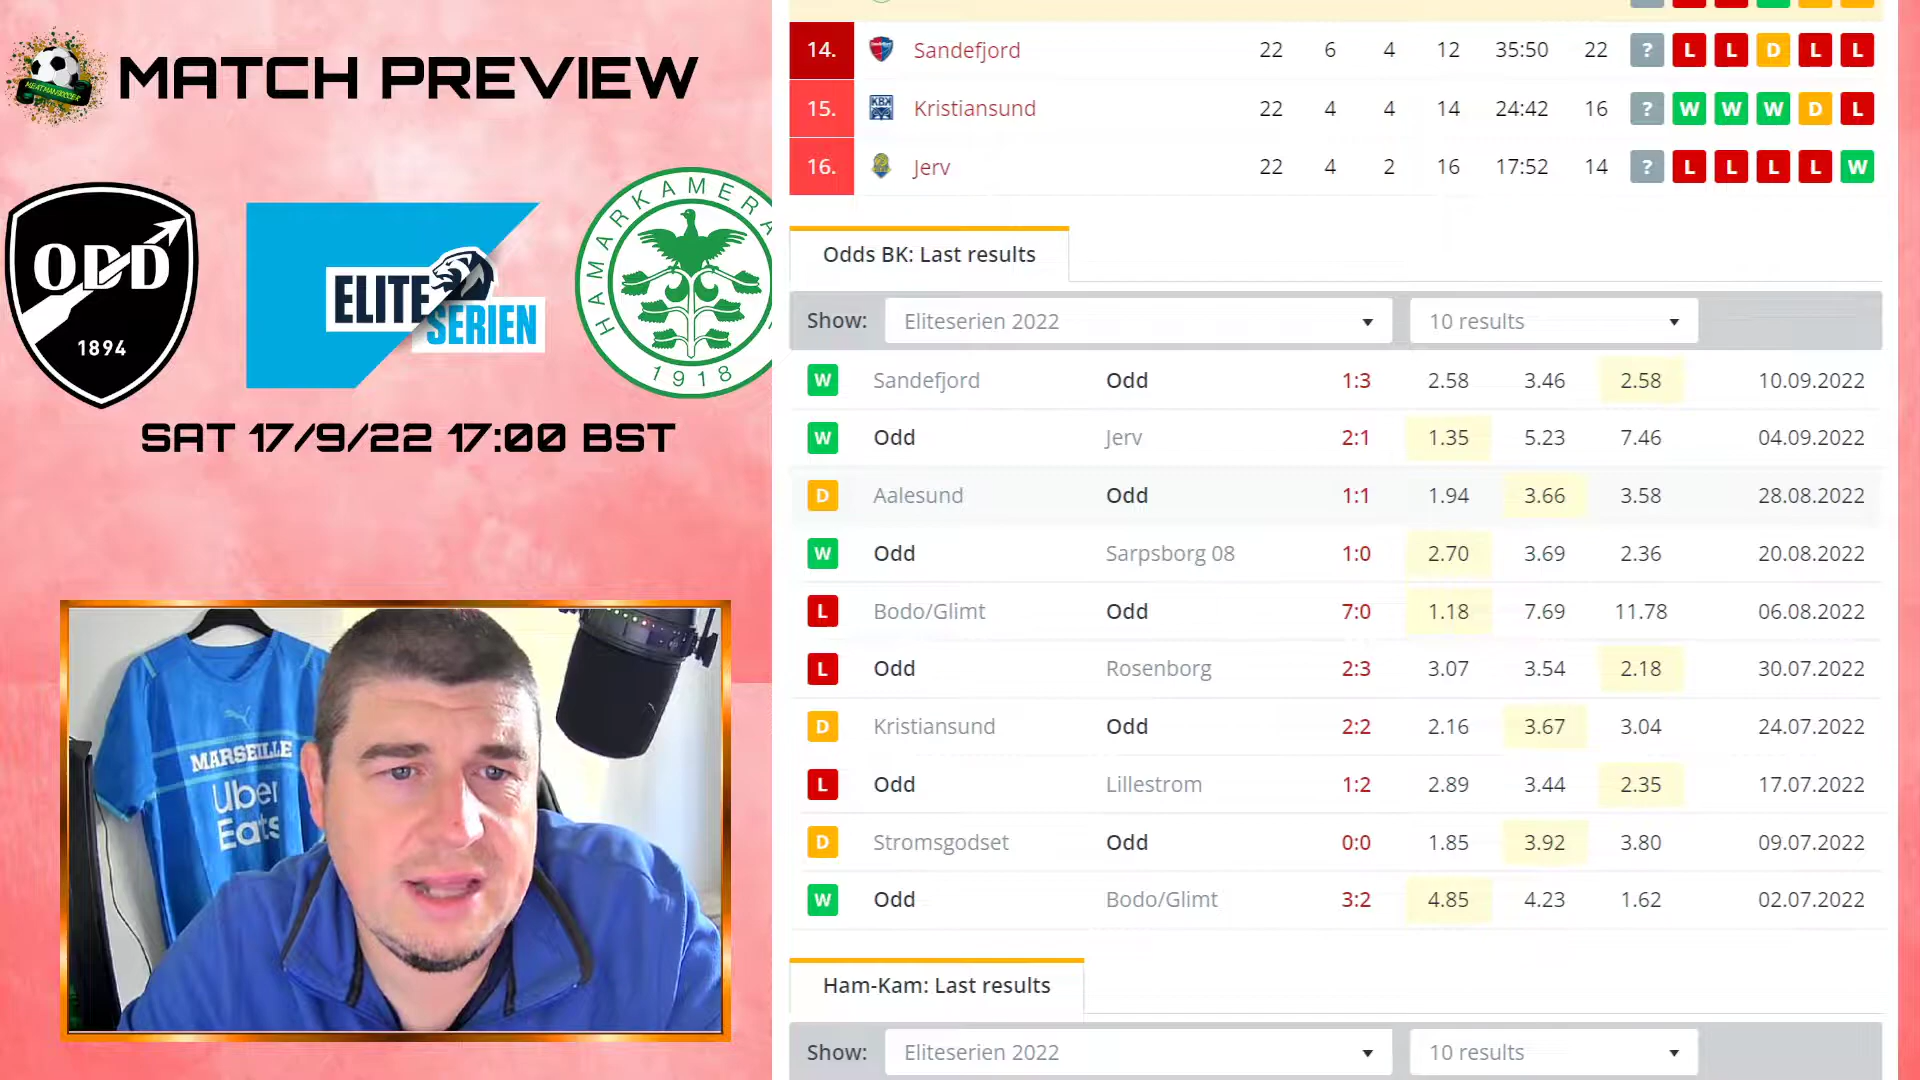 MATCH PREVIEW
MEATMANSOCCER
ODD
1894
ELITE
SERIEN
HAMARKAMERA
1918
SAT 17/9/22 17:00 BST
MARSEILLE
Uber
Eats
14. Sandefjord 22 6 4 12 35:50 22 ? L L D L L
15. KBK Kristiansund 22 4 4 14 24:42 16 ? W W W D L
16. Jerv 22 4 2 16 17:52 14 ? L L L L W
Odds BK: Last results
Show: Eliteserien 2022 10 results
W Sandefjord Odd 1:3 2.58 3.46 2.58 10.09.2022
W Odd Jerv 2:1 1.35 5.23 7.46 04.09.2022
D Aalesund Odd 1:1 1.94 3.66 3.58 28.08.2022
W Odd Sarpsborg 08 1:0 2.70 3.69 2.36 20.08.2022
L Bodo/Glimt Odd 7:0 1.18 7.69 11.78 06.08.2022
L Odd Rosenborg 2:3 3.07 3.54 2.18 30.07.2022
D Kristiansund Odd 2:2 2.16 3.67 3.04 24.07.2022
L Odd Lillestrom 1:2 2.89 3.44 2.35 17.07.2022
D Stromsgodset Odd 0:0 1.85 3.92 3.80 09.07.2022
W Odd Bodo/Glimt 3:2 4.85 4.23 1.62 02.07.2022
Ham-Kam: Last results
Show: Eliteserien 2022 10 results